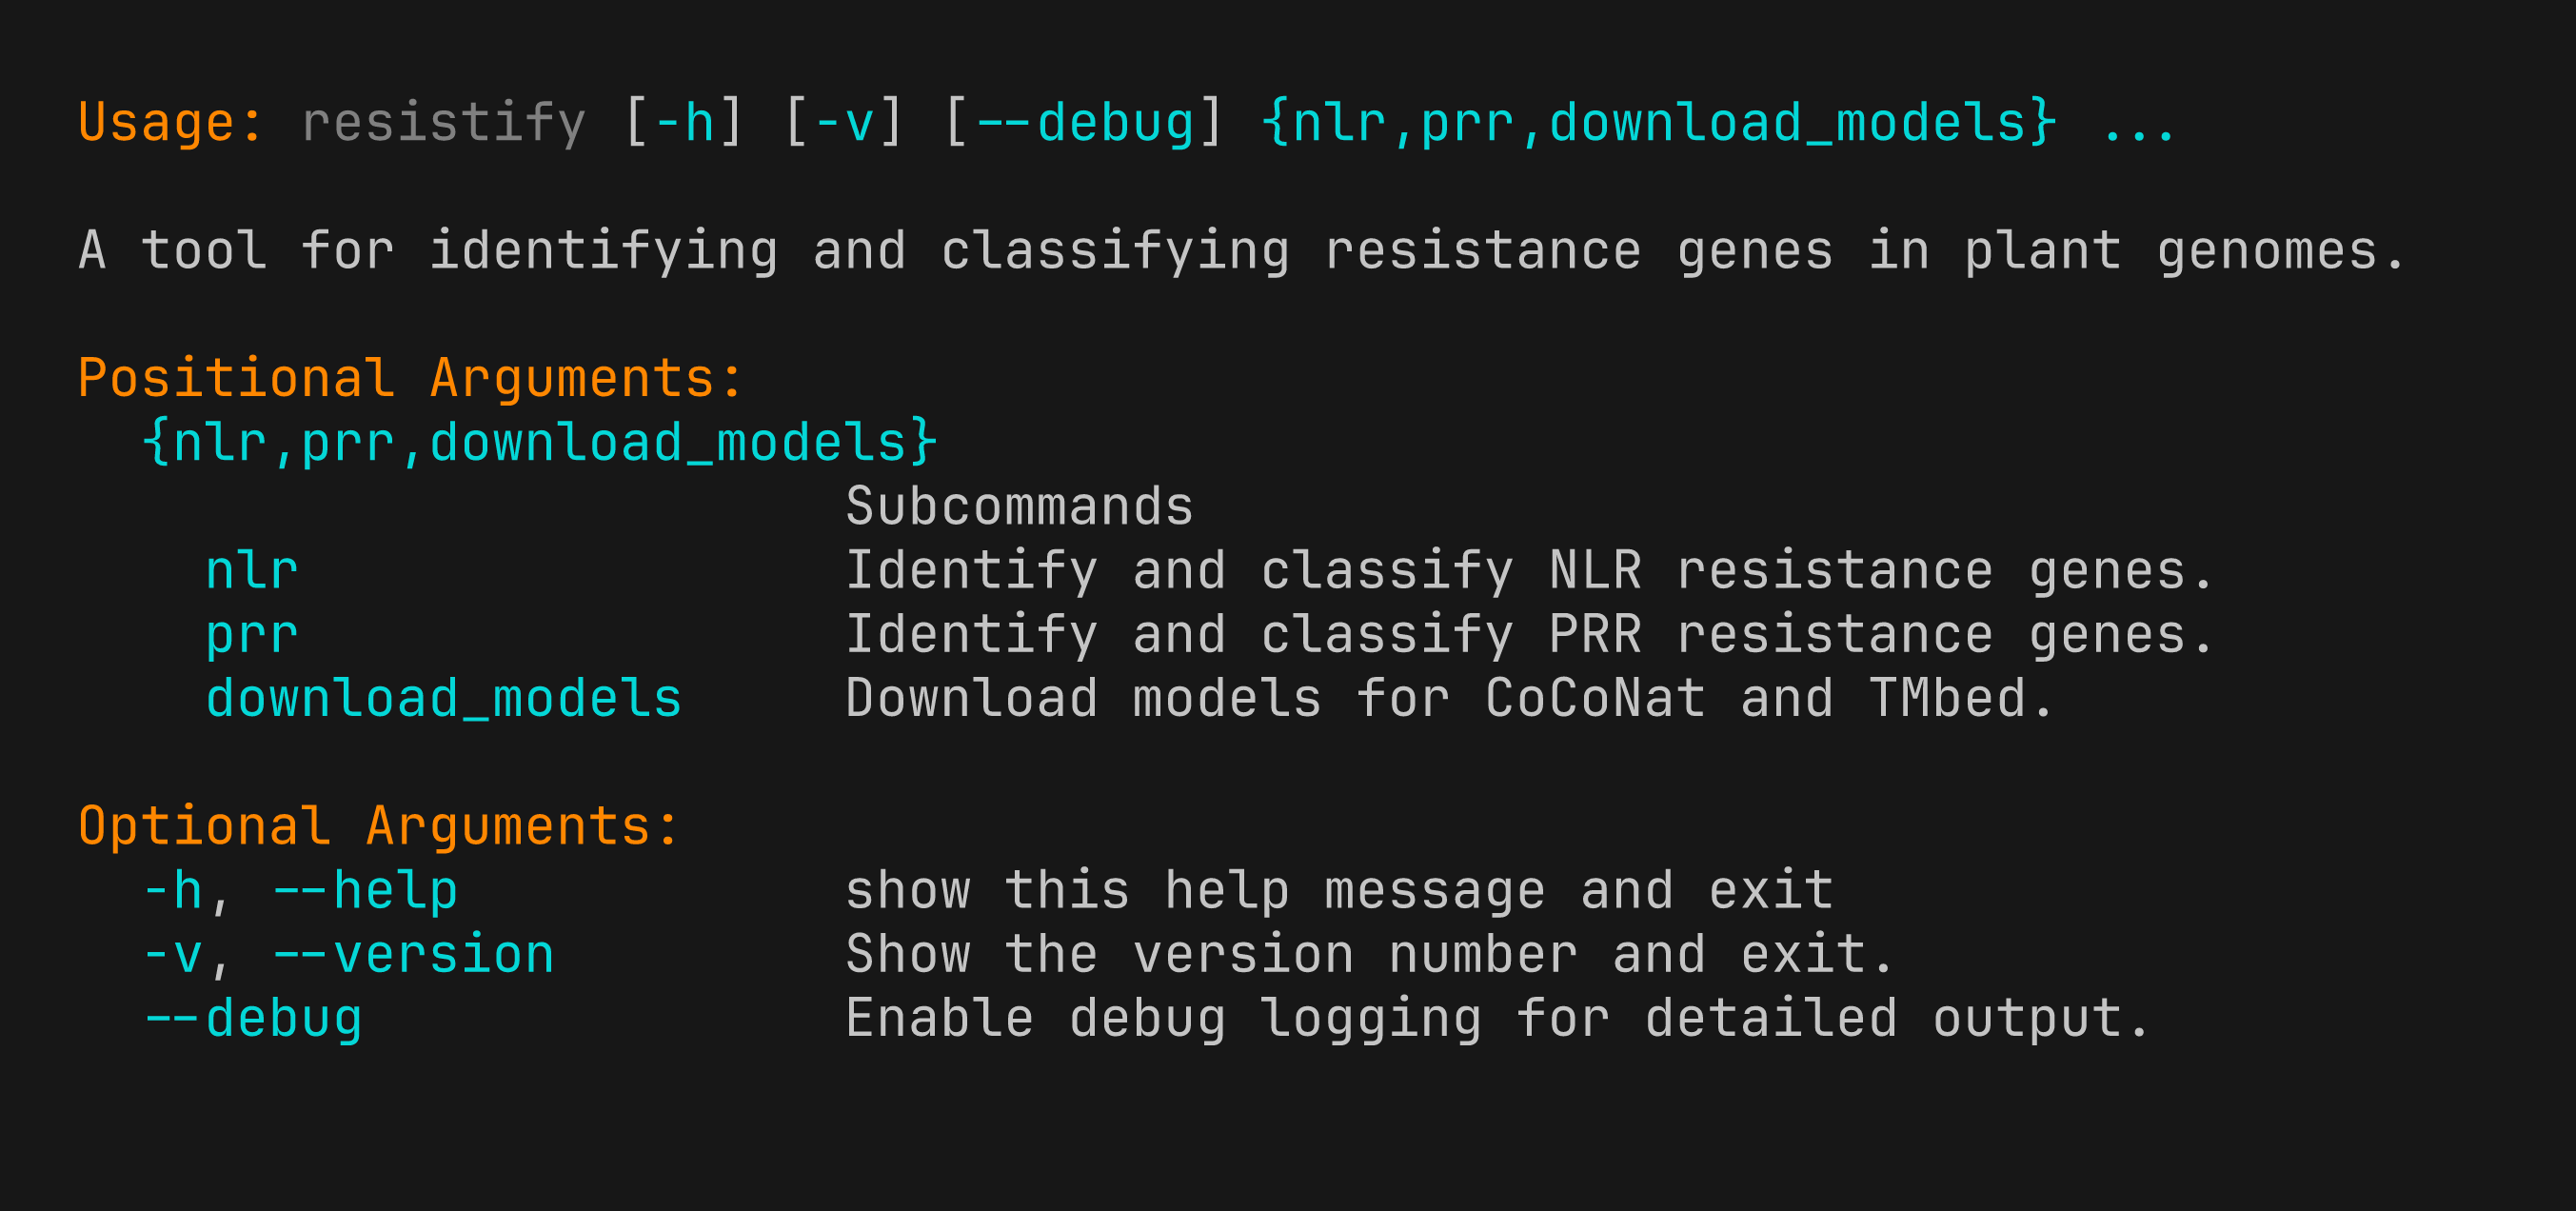 Usage: resistify [-h] [-v] [--debug] {nlr,prr,download_models} ...
A tool for identifying and classifying resistance genes in plant genomes.
Positional Arguments:
{nlr,prr,download_models}
Subcommands
nlr Identify and classify NLR resistance genes.
prr Identify and classify PRR resistance genes.
download_models Download models for CoCoNat and TMbed.
Optional Arguments:
-h, --help show this help message and exit
-v, --version Show the version number and exit.
--debug Enable debug logging for detailed output.